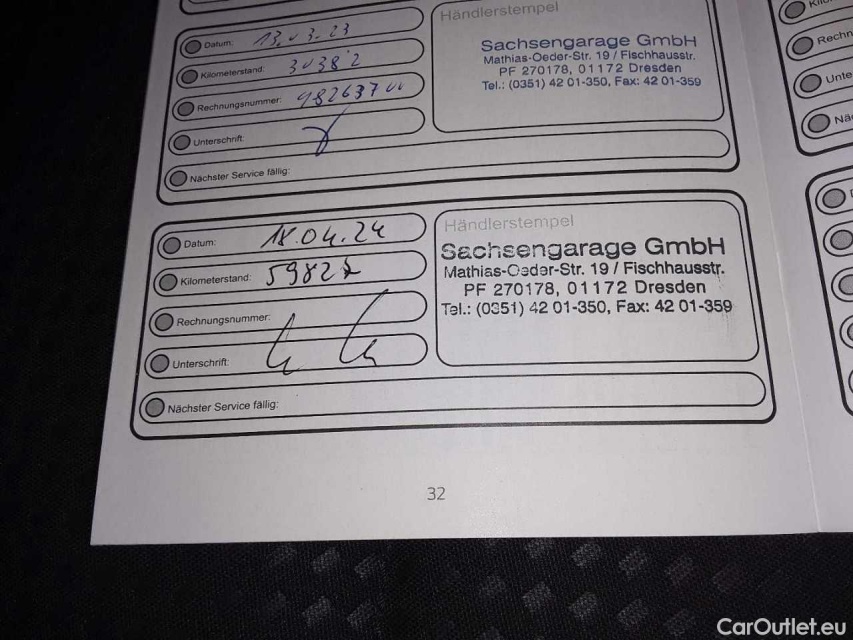 Händlerstempel
Datum: 13.03.23
Kilometerstand: 30382
Rechnungsnummer:
Unterschrift:
Nächster Service fällig:
Sachsengarage GmbH
Mathias-Oeder-Str. 19 / Fischhausstr.
PF 270178, 01172 Dresden
Tel.: (0351) 42 01-350, Fax: 42 01-359
Datum: 18.04.24
Kilometerstand: 59827
Rechnungsnummer:
Unterschrift:
Nächster Service fällig:
Händlerstempel
Sachsengarage GmbH
Mathias-Oeder-Str. 19 / Fischhausstr.
PF 270178, 01172 Dresden
Tel.: (0351) 42 01-350, Fax: 42 01-359
32
CarOutlet.eu